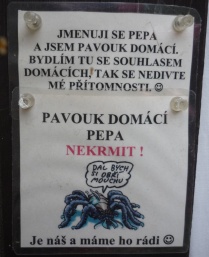 JMENUJI SE PEPA
A JSEM PAVOUK DOMÁCÍ.
BYDLÍM TU SE SOUHLASEM
DOMÁCÍCH, TAK SE NEDIVTE
MÉ PŘÍTOMNOSTI. ☺
PAVOUK DOMÁCÍ
PEPA
NEKRMIT !
DAL BYCH
SI OBŘÍ
MOUCHU
Je náš a máme ho rádi ☺